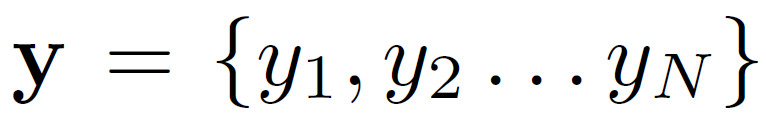 y = {y₁, y₂ … y_N}